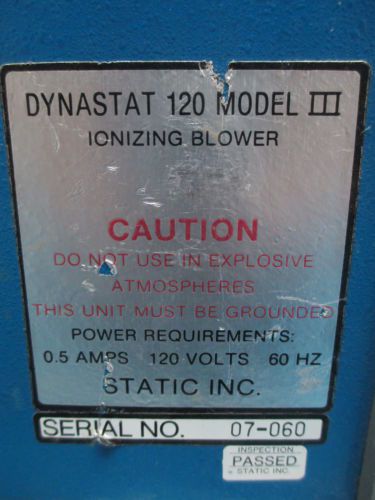 DYNASTAT 120 MODEL III
IONIZING BLOWER
CAUTION
DO NOT USE IN EXPLOSIVE
ATMOSPHERES
THIS UNIT MUST BE GROUNDED
POWER REQUIREMENTS:
0.5 AMPS 120 VOLTS 60 HZ
STATIC INC.
SERIAL NO. 07-060
INSPECTION
PASSED
STATIC INC.